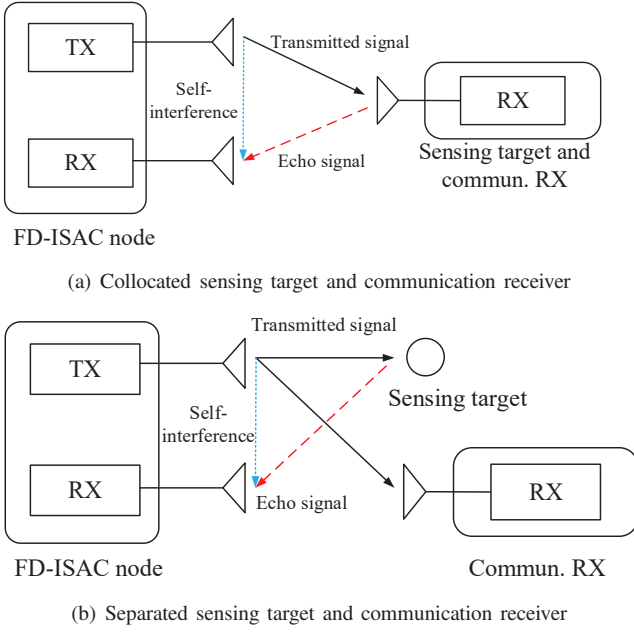 TX
Transmitted signal
Self-
interference
RX
RX
Echo signal
Sensing target and
commun. RX
FD-ISAC node
(a) Collocated sensing target and communication receiver
Transmitted signal
TX
Sensing target
Self-
interference
RX
RX
Echo signal
FD-ISAC node
Commun. RX
(b) Separated sensing target and communication receiver